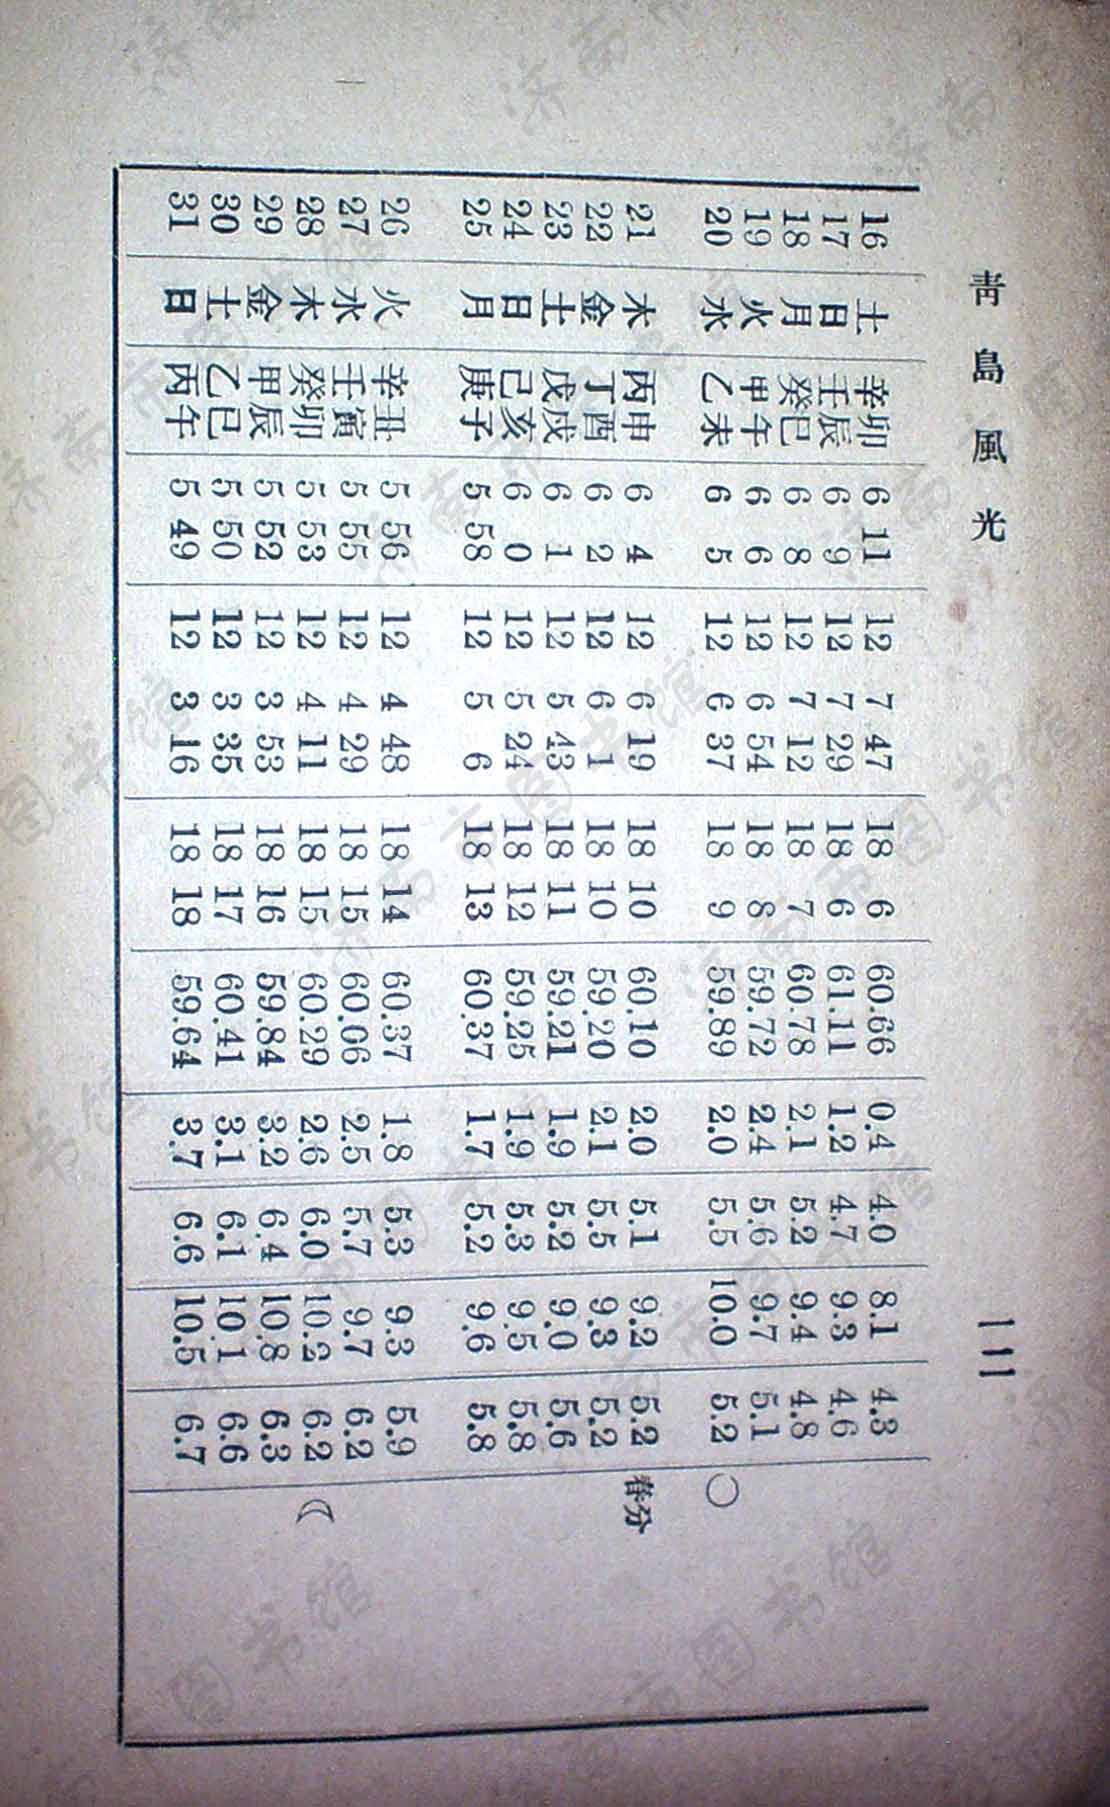 青島風光
一一一
16 土 辛卯 6 11 12 7 47 18 6 60.66 0.4 4.0 8.1 4.3
17 日 壬辰 6 9 12 7 29 18 6 61.11 1.2 4.7 9.3 4.6
18 月 癸巳 6 8 12 7 12 18 7 60.78 2.1 5.2 9.4 4.8
19 火 甲午 6 6 12 6 54 18 8 59.72 2.4 5.6 9.7 5.1
20 水 乙未 6 5 12 6 37 18 9 59.89 2.0 5.5 10.0 5.2 ○
21 木 丙申 6 4 12 6 19 18 10 60.10 2.0 5.1 9.2 5.2 春分
22 金 丁酉 6 2 12 6 1 18 10 59.20 2.1 5.5 9.3 5.2
23 土 戊戌 6 1 12 5 43 18 11 59.21 1.9 5.2 9.0 5.6
24 日 己亥 6 0 12 5 24 18 12 59.25 1.9 5.3 9.5 5.8
25 月 庚子 5 58 12 5 6 18 13 60.37 1.7 5.2 9.6 5.8
26 火 辛丑 5 56 12 4 48 18 14 60.37 1.8 5.3 9.3 5.9
27 水 壬寅 5 55 12 4 29 18 15 60.06 2.5 5.7 9.7 6.2
28 木 癸卯 5 53 12 4 11 18 15 60.29 2.6 6.0 10.2 6.2 ☾
29 金 甲辰 5 52 12 3 53 18 16 59.84 3.2 6.4 10.8 6.3
30 土 乙巳 5 50 12 3 35 18 17 60.41 3.1 6.1 10.1 6.6
31 日 丙午 5 49 12 3 16 18 18 59.64 3.7 6.6 10.5 6.7
济南市图书馆